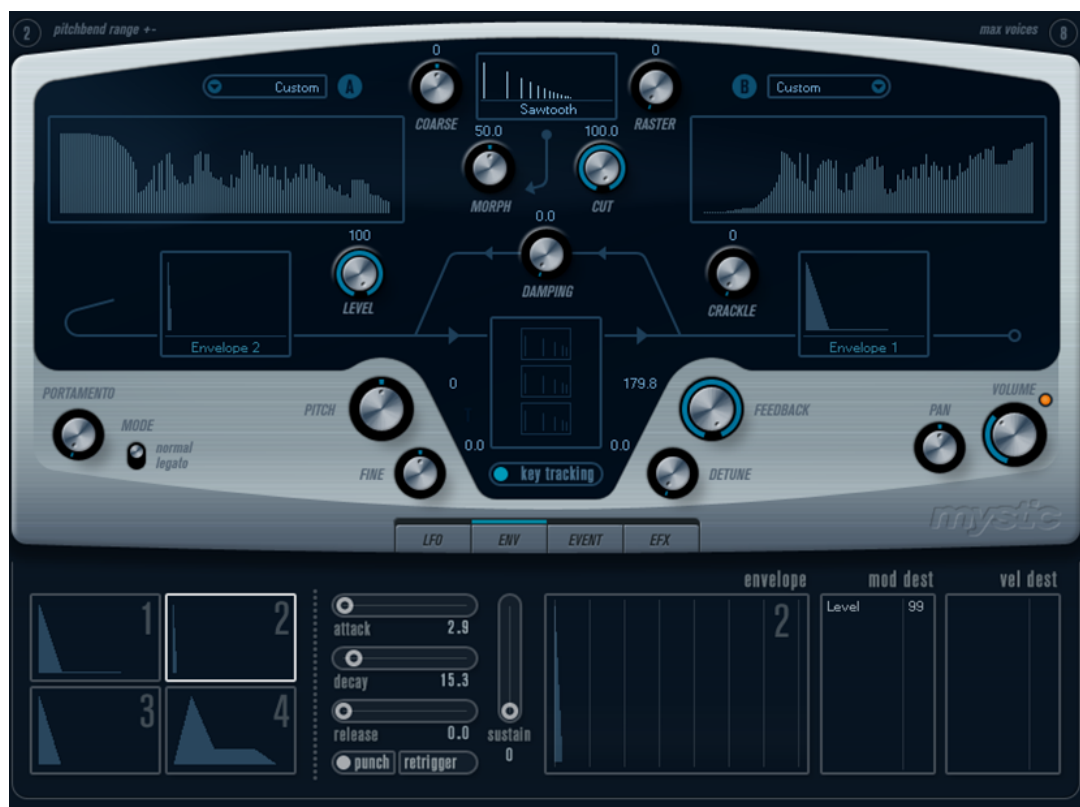 2 pitchbend range +-
max voices 8
0
0
Custom A
B Custom
Sawtooth
COARSE
RASTER
50.0
100.0
MORPH
CUT
0.0
100
0
DAMPING
LEVEL
CRACKLE
Envelope 2
Envelope 1
0
179.8
PORTAMENTO
VOLUME
PITCH
FEEDBACK
PAN
MODE
normal
legato
0.0
0.0
FINE
key tracking
DETUNE
mystic
LFO ENV EVENT EFX
envelope mod dest vel dest
1 2
attack 2.9
2
Level 99
decay 15.3
3 4
release 0.0
sustain
0
punch retrigger